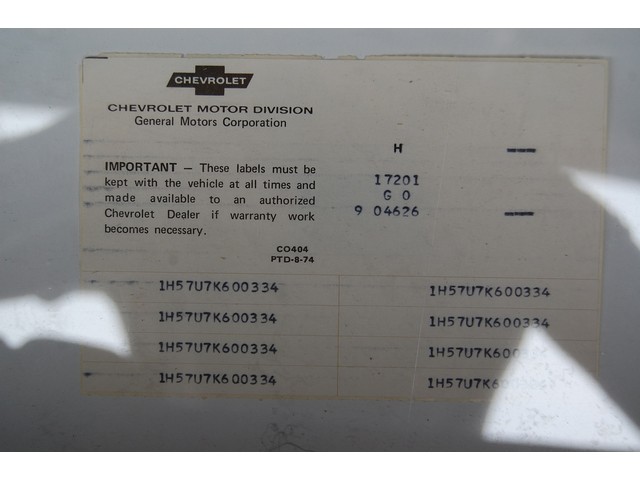 CHEVROLET
CHEVROLET MOTOR DIVISION
General Motors Corporation
H
IMPORTANT — These labels must be
kept with the vehicle at all times and
made available to an authorized
Chevrolet Dealer if warranty work
becomes necessary.
17201
G 0
9 04626
CO404
PTD-8-74
1H57U7K600334 1H57U7K600334
1H57U7K600334 1H57U7K600334
1H57U7K600334
1H57U7K600334